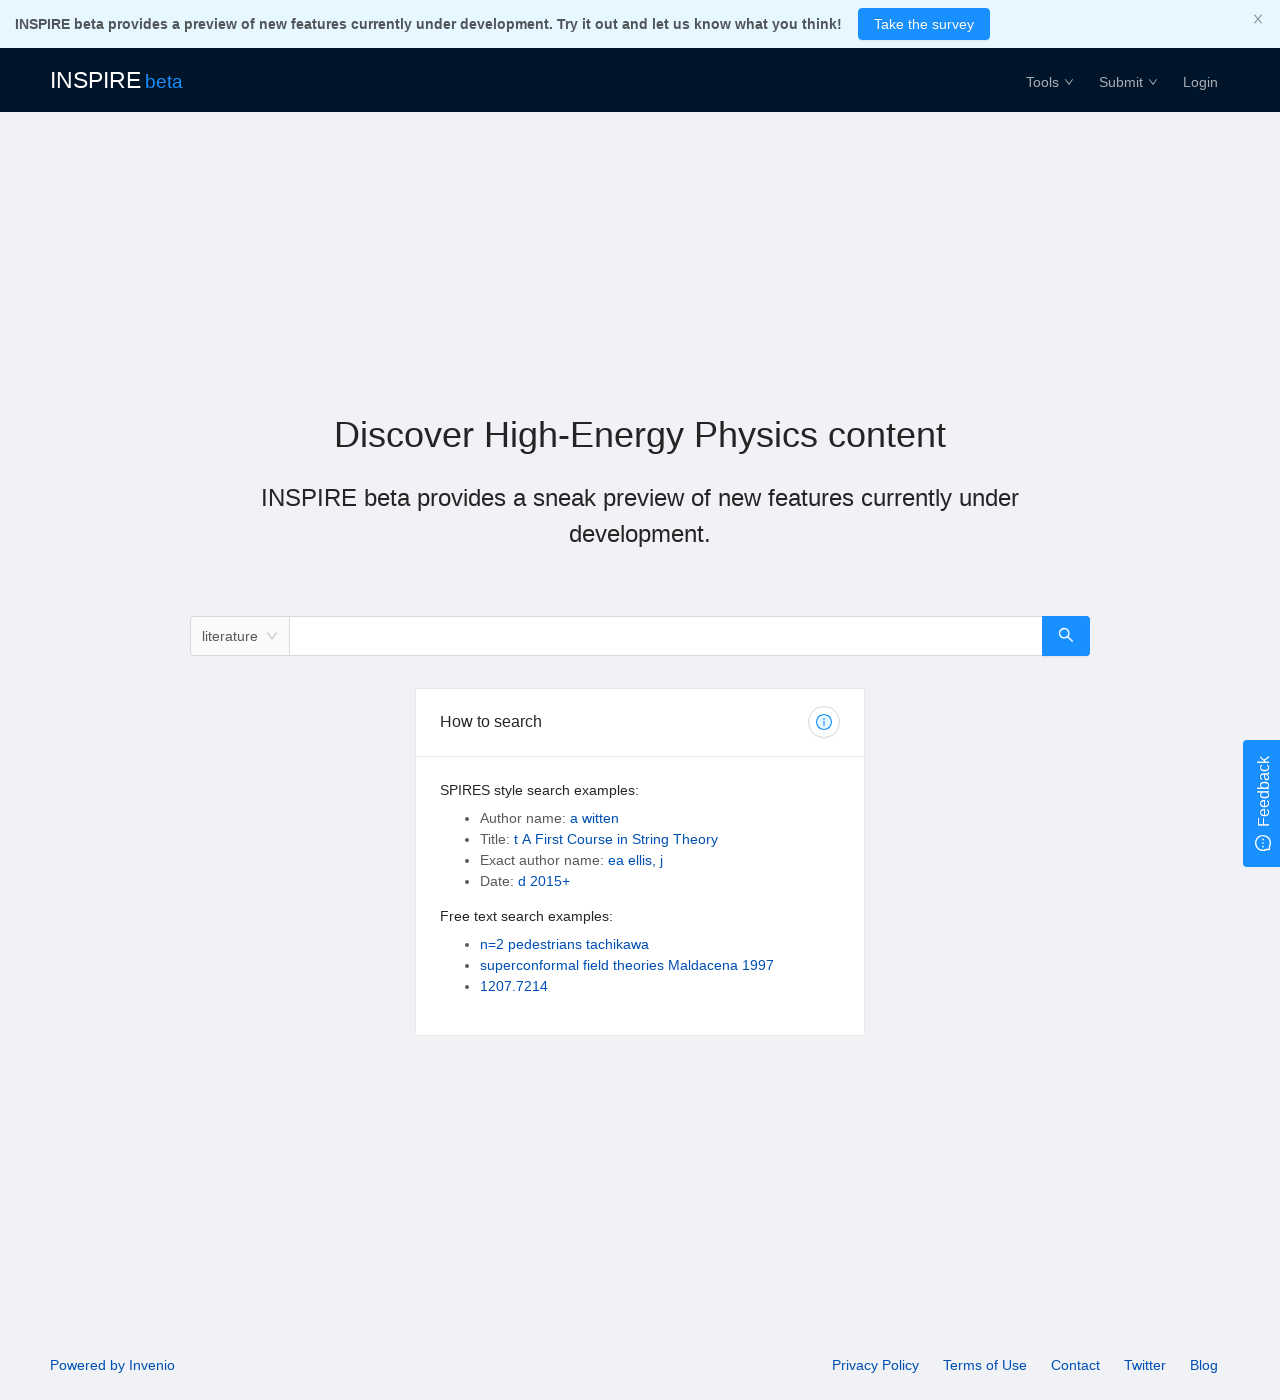 INSPIRE beta provides a preview of new features currently under development. Try it out and let us know what you think! Take the survey
INSPIRE beta Tools Submit Login
Discover High-Energy Physics content
INSPIRE beta provides a sneak preview of new features currently under
development.
literature
How to search
SPIRES style search examples:
Author name: a witten
Title: t A First Course in String Theory
Exact author name: ea ellis, j
Date: d 2015+
Free text search examples:
n=2 pedestrians tachikawa
superconformal field theories Maldacena 1997
1207.7214
Feedback
Powered by Invenio Privacy Policy Terms of Use Contact Twitter Blog